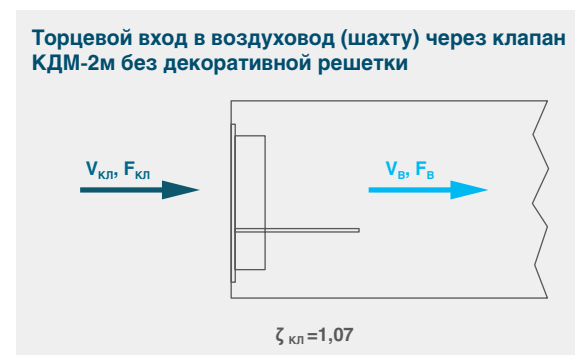 Торцевой вход в воздуховод (шахту) через клапан
КДМ-2м без декоративной решетки
Vкл, Fкл
Vв, Fв
ζ кл =1,07